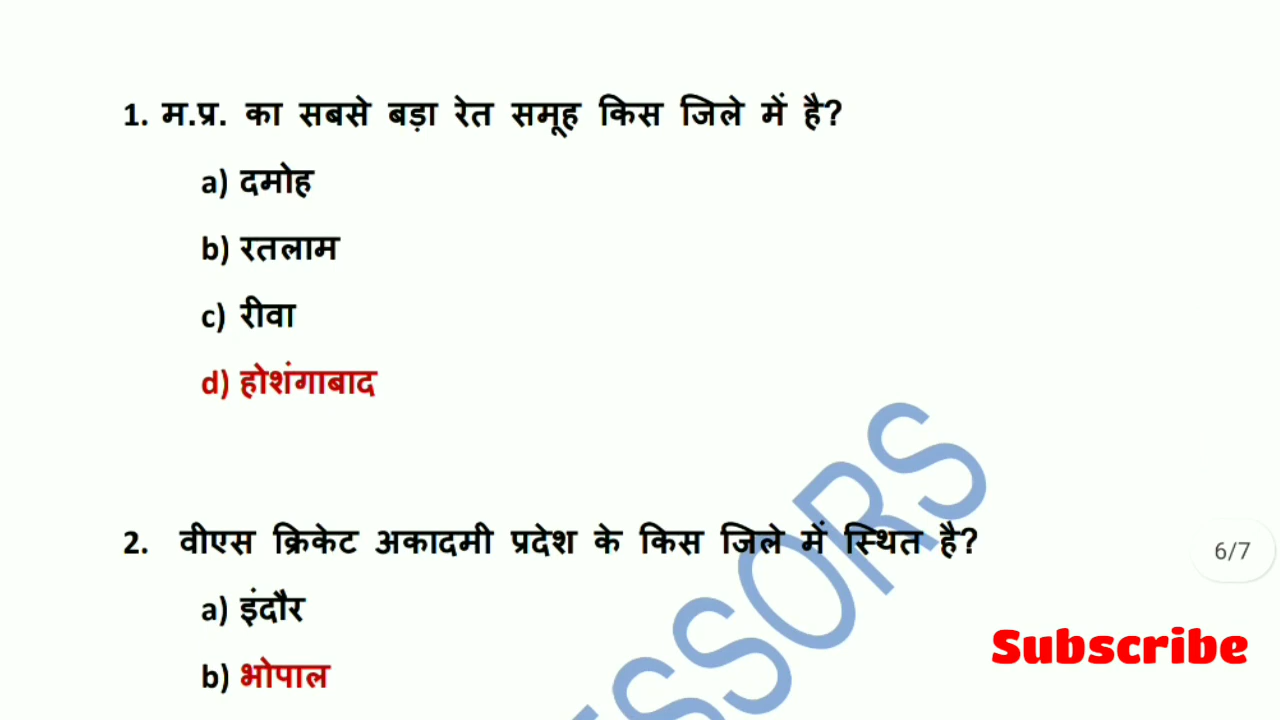 1. म.प्र. का सबसे बड़ा रेत समूह किस जिले में है?
a) दमोह
b) रतलाम
c) रीवा
d) होशंगाबाद
2. वीएस क्रिकेट अकादमी प्रदेश के किस जिले में स्थित है?
6/7
a) इंदौर
Subscribe
b) भोपाल